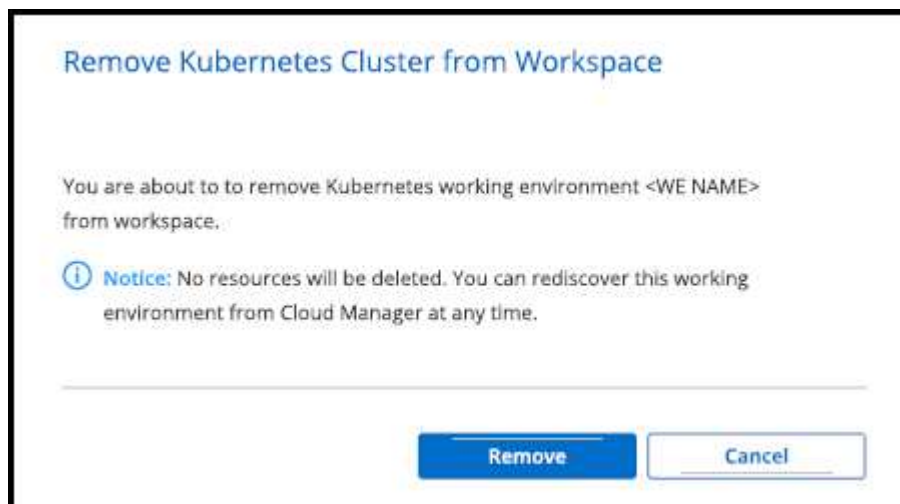 Remove Kubernetes Cluster from Workspace
You are about to to remove Kubernetes working environment <WE NAME>
from workspace.
Notice: No resources will be deleted. You can rediscover this working
environment from Cloud Manager at any time.
Remove
Cancel